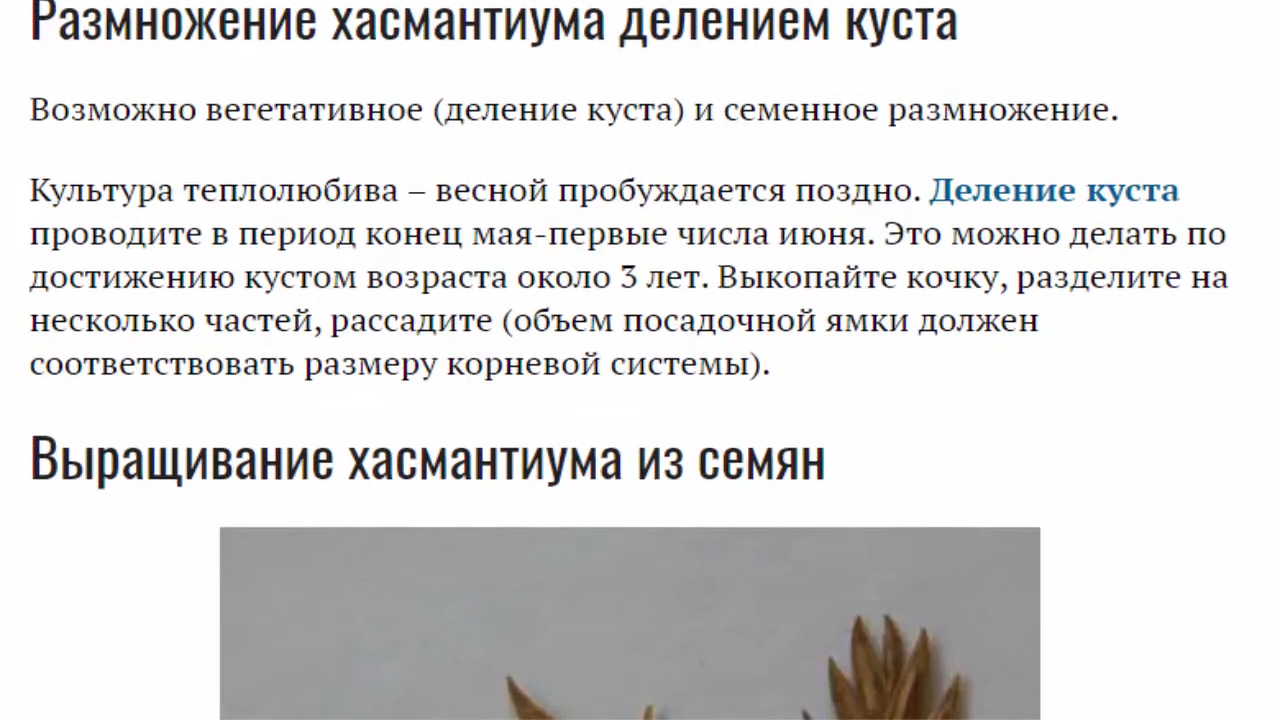 Размножение хасмантиума делением куста
Возможно вегетативное (деление куста) и семенное размножение.
Культура теплолюбива – весной пробуждается поздно. Деление куста
проводите в период конец мая-первые числа июня. Это можно делать по
достижению кустом возраста около 3 лет. Выкопайте кочку, разделите на
несколько частей, рассадите (объем посадочной ямки должен
соответствовать размеру корневой системы).
Выращивание хасмантиума из семян